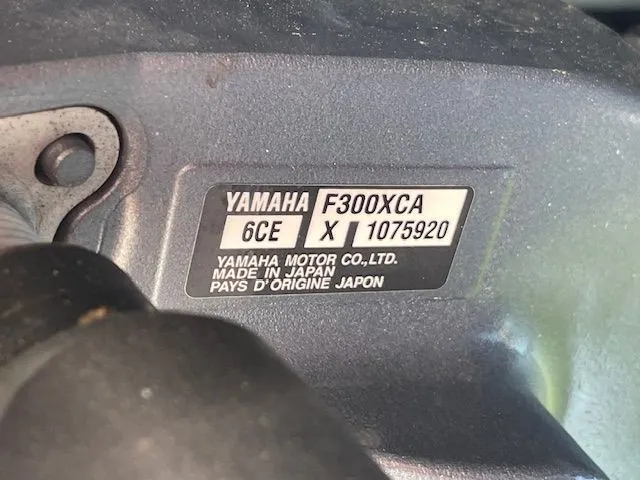 YAMAHA F300XCA
6CE X 1075920
YAMAHA MOTOR CO.,LTD.
MADE IN JAPAN
PAYS D'ORIGINE JAPON